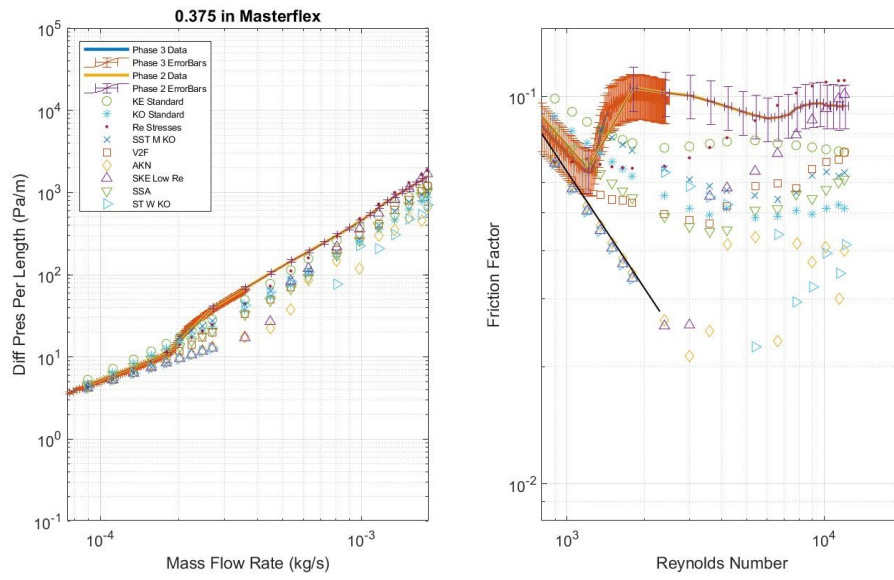 0.375 in Masterflex
10^5
10^4
10^3
10^2
10^1
10^0
10^-1
Diff Pres Per Length (Pa/m)
Phase 3 Data
Phase 3 ErrorBars
Phase 2 Data
Phase 2 ErrorBars
KE Standard
KO Standard
Re Stresses
SST M KO
V2F
AKN
SKE Low Re
SSA
ST W KO
10^-4
10^-3
Mass Flow Rate (kg/s)
10^-1
10^-2
Friction Factor
10^3
10^4
Reynolds Number